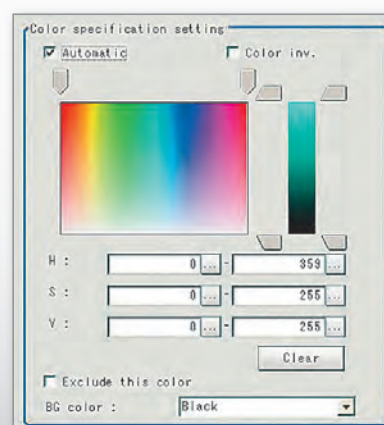 Color specification setting
Automatic Color inv.
H : 0 ... - 359 ...
S : 0 ... - 255 ...
V : 0 ... - 255 ...
Clear
Exclude this color
BG color : Black